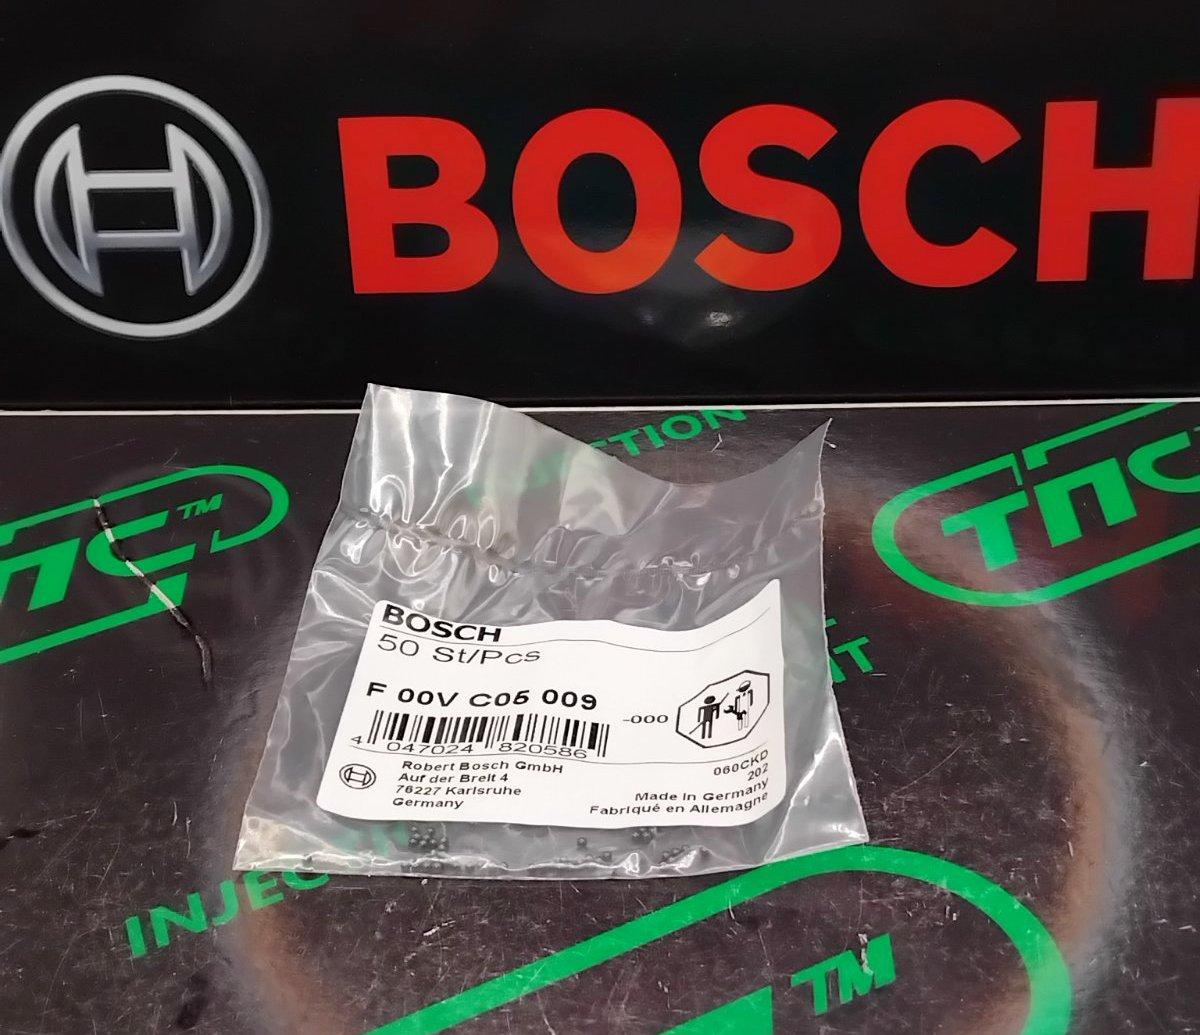 BOSCH
INJECTION
ТПС™
ТПС
BOSCH
50 St/Pcs
F 00V C05 009
-000
4 047024 820586
Robert Bosch GmbH
Auf der Breit 4
76227 Karlsruhe
Germany
060CKD
202
Made in Germany
Fabriqué en Allemagne
TM